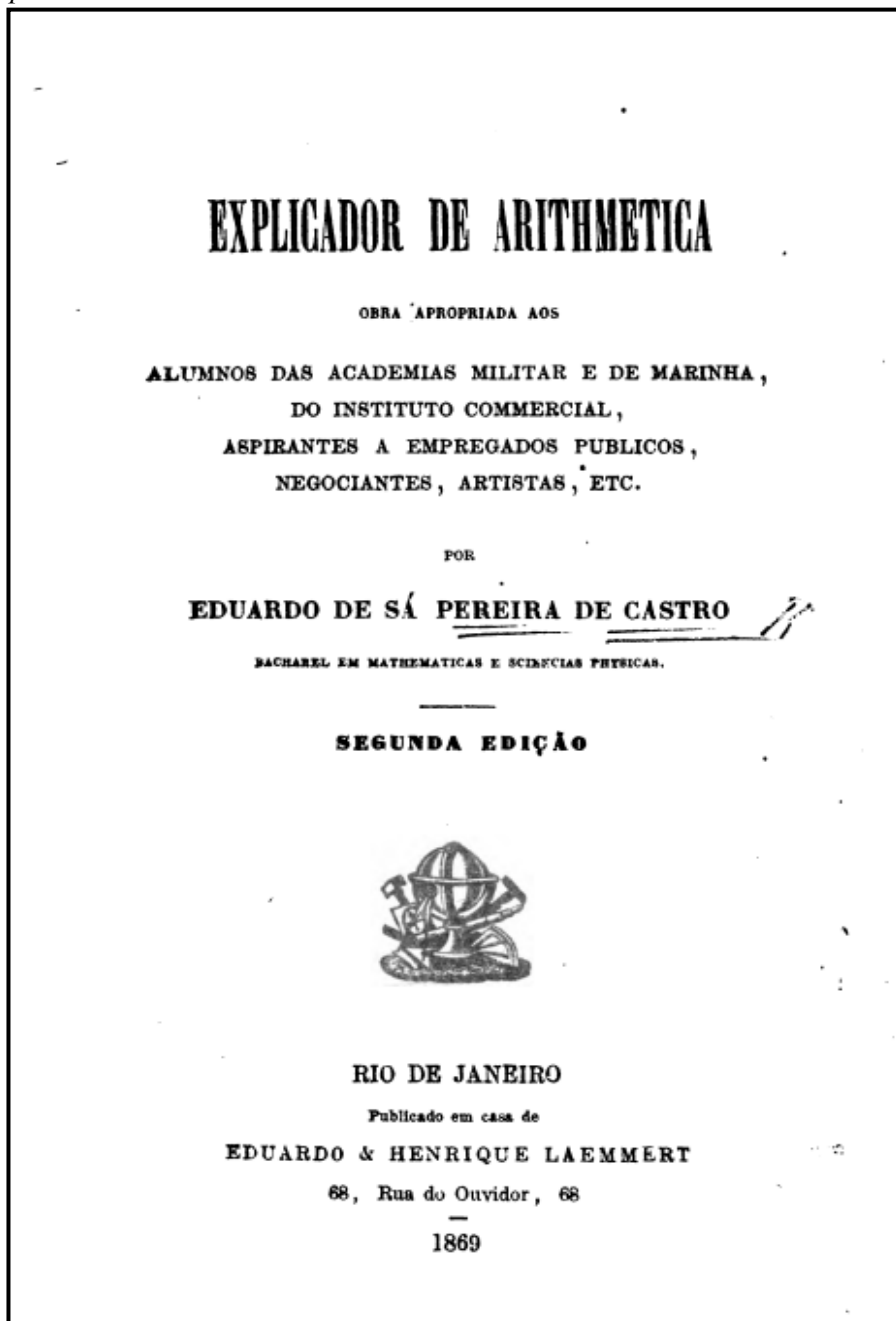 EXPLICADOR DE ARITHMETICA
OBRA APROPRIADA AOS
ALUMNOS DAS ACADEMIAS MILITAR E DE MARINHA,
DO INSTITUTO COMMERCIAL,
ASPIRANTES A EMPREGADOS PUBLICOS,
NEGOCIANTES, ARTISTAS, ETC.
POR
EDUARDO DE SÁ PEREIRA DE CASTRO
BACHAREL EM MATHEMATICAS E SCIENCIAS PHYSICAS.
SEGUNDA EDIÇÃO
RIO DE JANEIRO
Publicado em casa de
EDUARDO & HENRIQUE LAEMMERT
68, Rua do Ouvidor, 68
1869